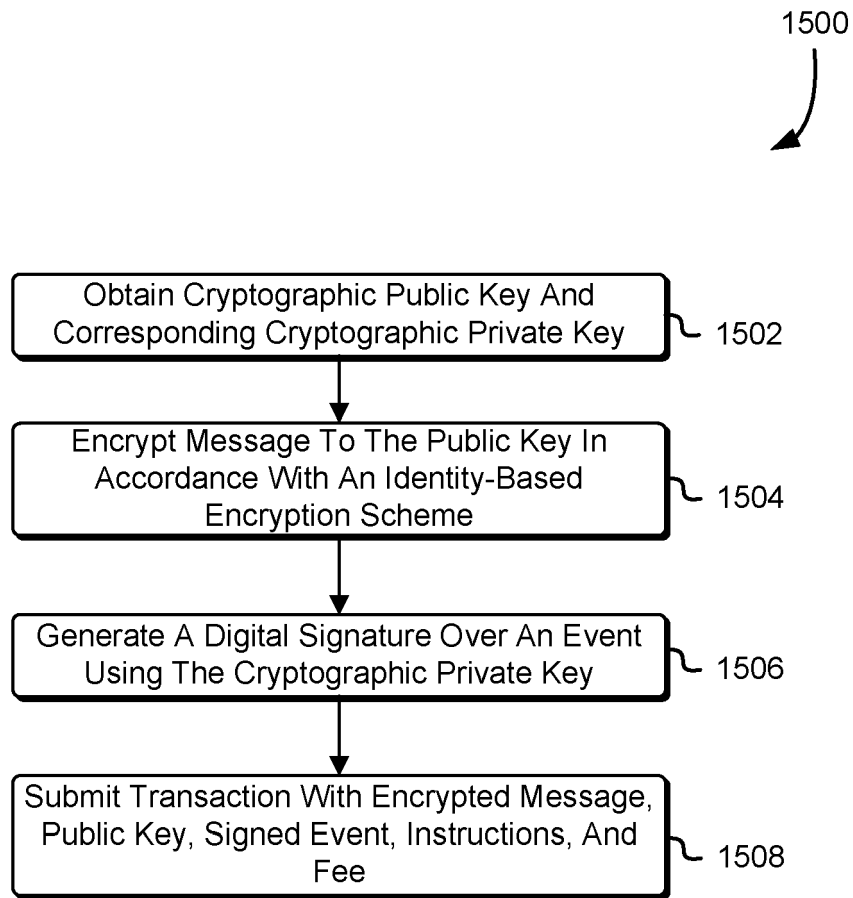 1500
Obtain Cryptographic Public Key And
Corresponding Cryptographic Private Key
1502
Encrypt Message To The Public Key In
Accordance With An Identity-Based
Encryption Scheme
1504
Generate A Digital Signature Over An Event
Using The Cryptographic Private Key
1506
Submit Transaction With Encrypted Message,
Public Key, Signed Event, Instructions, And
Fee
1508